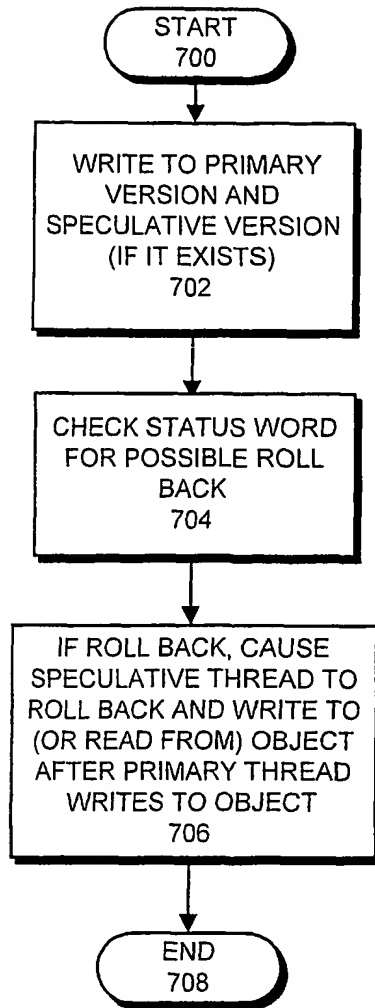 START
700
WRITE TO PRIMARY
VERSION AND
SPECULATIVE VERSION
(IF IT EXISTS)
702
CHECK STATUS WORD
FOR POSSIBLE ROLL
BACK
704
IF ROLL BACK, CAUSE
SPECULATIVE THREAD TO
ROLL BACK AND WRITE TO
(OR READ FROM) OBJECT
AFTER PRIMARY THREAD
WRITES TO OBJECT
706
END
708